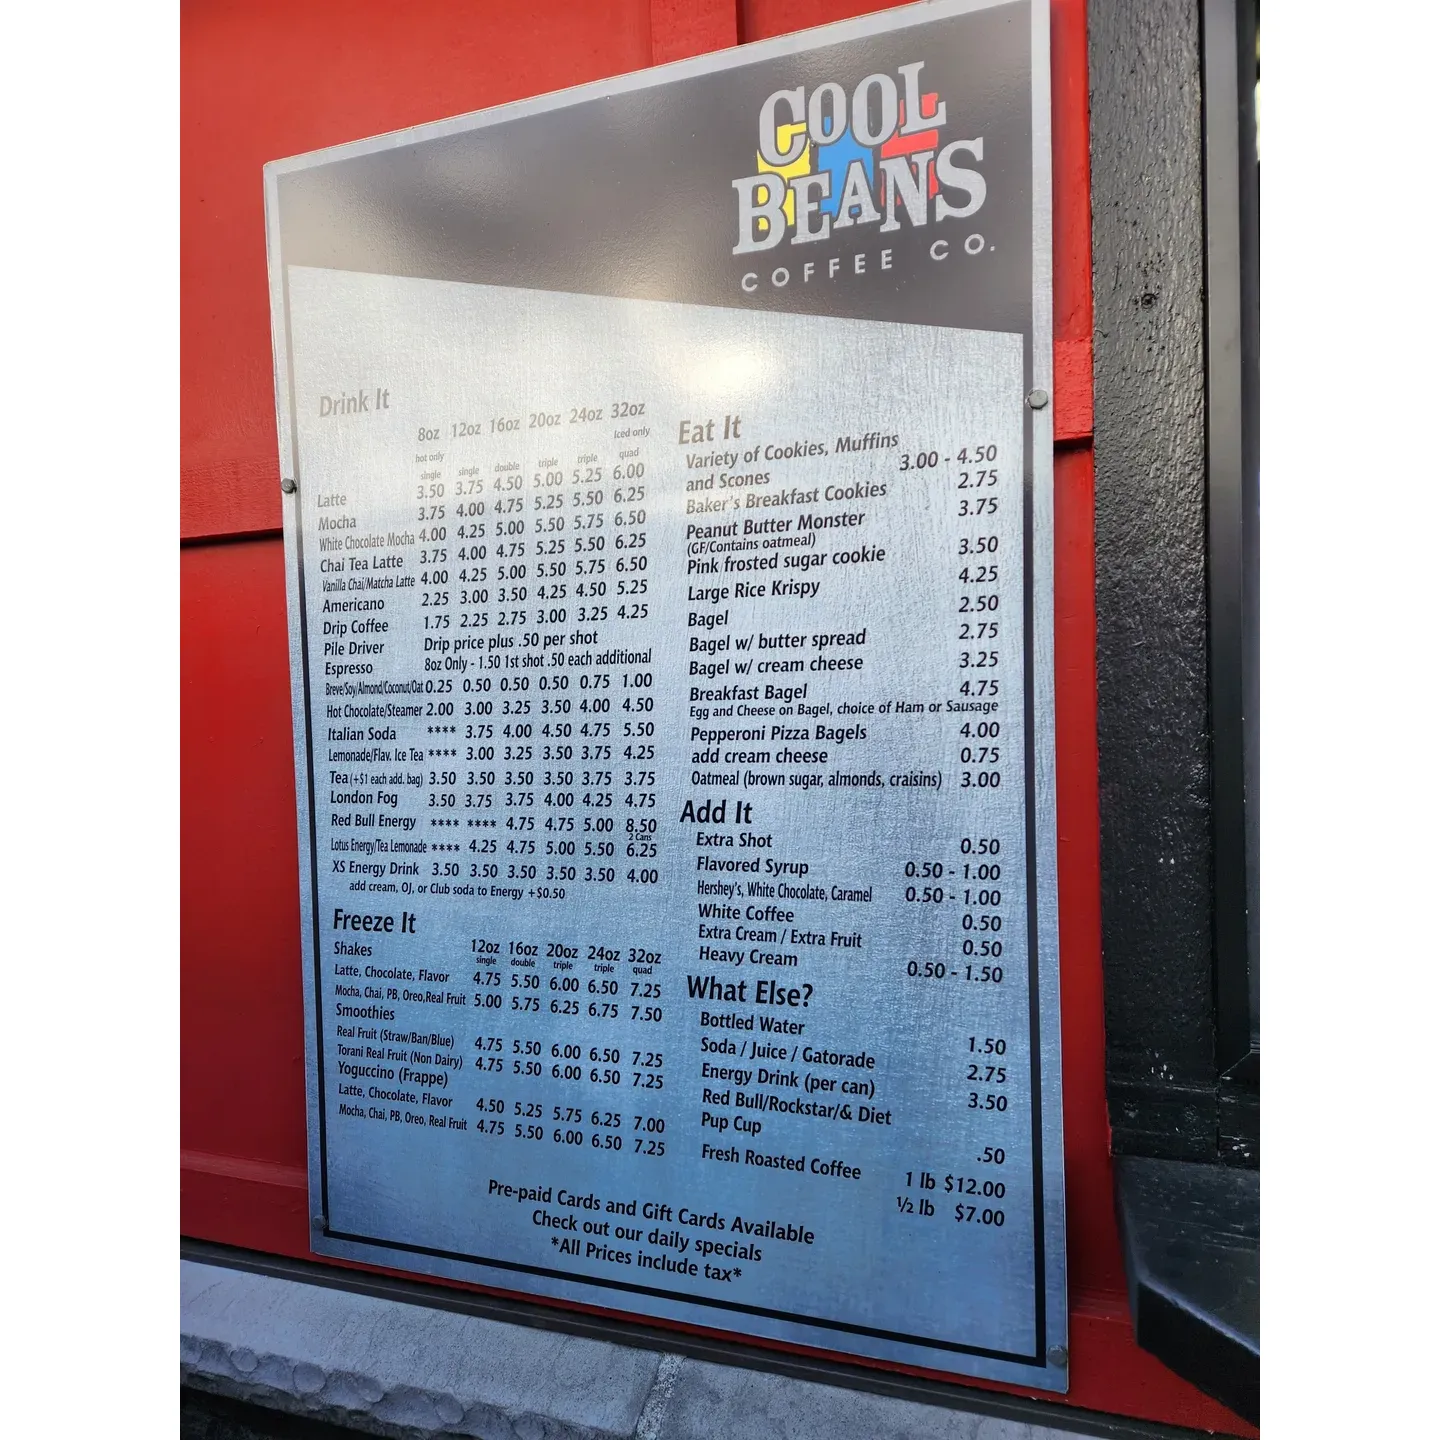 COOL
BEANS
COFFEE CO.
Drink It
8oz 12oz 16oz 20oz 24oz 32oz
hot only Iced only
single single double triple triple quad
Latte 3.50 3.75 4.50 5.00 5.25 6.00
Mocha 3.75 4.00 4.75 5.25 5.50 6.25
White Chocolate Mocha 4.00 4.25 5.00 5.50 5.75 6.50
Chai Tea Latte 3.75 4.00 4.75 5.25 5.50 6.25
Vanilla Chai/Matcha Latte 4.00 4.25 5.00 5.50 5.75 6.50
Americano 2.25 3.00 3.50 4.25 4.50 5.25
Drip Coffee 1.75 2.25 2.75 3.00 3.25 4.25
Pile Driver Drip price plus .50 per shot
Espresso 8oz Only - 1.50 1st shot .50 each additional
Breve/Soy/Almond/Coconut/Oat 0.25 0.50 0.50 0.50 0.75 1.00
Hot Chocolate/Steamer 2.00 3.00 3.25 3.50 4.00 4.50
Italian Soda **** 3.75 4.00 4.50 4.75 5.50
Lemonade/Flav. Ice Tea **** 3.00 3.25 3.50 3.75 4.25
Tea (+$1 each add. bag) 3.50 3.50 3.50 3.50 3.75 3.75
London Fog 3.50 3.75 3.75 4.00 4.25 4.75
Red Bull Energy **** **** 4.75 4.75 5.00 8.50
2 Cans
Lotus Energy/Tea Lemonade **** 4.25 4.75 5.00 5.50 6.25
XS Energy Drink 3.50 3.50 3.50 3.50 3.50 4.00
add cream, OJ, or Club soda to Energy +$0.50
Freeze It
Shakes 12oz 16oz 20oz 24oz 32oz
single double triple triple quad
Latte, Chocolate, Flavor 4.75 5.50 6.00 6.50 7.25
Mocha, Chai, PB, Oreo,Real Fruit 5.00 5.75 6.25 6.75 7.50
Smoothies
Real Fruit (Straw/Ban/Blue) 4.75 5.50 6.00 6.50 7.25
Torani Real Fruit (Non Dairy) 4.75 5.50 6.00 6.50 7.25
Yoguccino (Frappe)
Latte, Chocolate, Flavor 4.50 5.25 5.75 6.25 7.00
Mocha, Chai, PB, Oreo, Real Fruit 4.75 5.50 6.00 6.50 7.25
Eat It
Variety of Cookies, Muffins
and Scones 3.00 - 4.50
Baker's Breakfast Cookies 2.75
Peanut Butter Monster 3.75
(GF/Contains oatmeal)
Pink frosted sugar cookie 3.50
Large Rice Krispy 4.25
Bagel 2.50
Bagel w/ butter spread 2.75
Bagel w/ cream cheese 3.25
Breakfast Bagel 4.75
Egg and Cheese on Bagel, choice of Ham or Sausage
Pepperoni Pizza Bagels 4.00
add cream cheese 0.75
Oatmeal (brown sugar, almonds, craisins) 3.00
Add It
Extra Shot 0.50
Flavored Syrup 0.50 - 1.00
Hershey's, White Chocolate, Caramel 0.50 - 1.00
White Coffee 0.50
Extra Cream / Extra Fruit 0.50
Heavy Cream 0.50 - 1.50
What Else?
Bottled Water 1.50
Soda / Juice / Gatorade 2.75
Energy Drink (per can) 3.50
Red Bull/Rockstar/& Diet
Pup Cup .50
Fresh Roasted Coffee 1 lb $12.00
½ lb $7.00
Pre-paid Cards and Gift Cards Available
Check out our daily specials
*All Prices include tax*